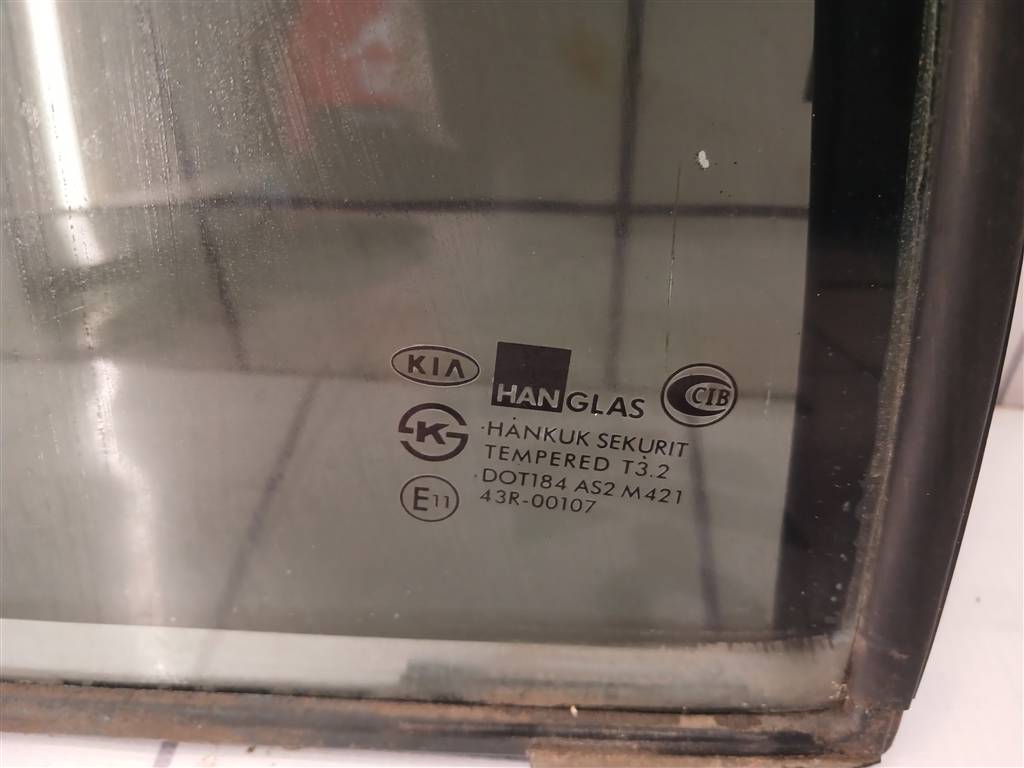 KIA
HANGLAS
CIB
K
·HANKUK SEKURIT
TEMPERED T3.2
·DOT184 AS2 M421
E11
43R-00107